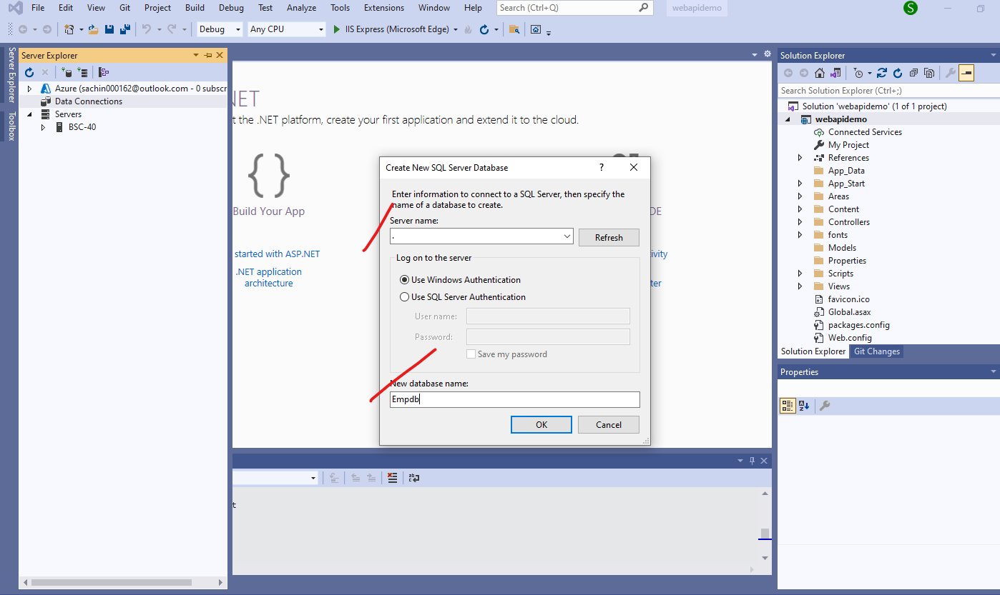 File Edit View Git Project Build Debug Test Analyze Tools Extensions Window Help Search (Ctrl+Q) webapidemo S
Debug Any CPU IIS Express (Microsoft Edge)
Server Explorer
Toolbox
Server Explorer
Azure (sachin000162@outlook.com - 0 subscr
Data Connections
Servers
BSC-40
NET
t the .NET platform, create your first application and extend it to the cloud.
{ }
Build Your App
DE
started with ASP.NET
ivity
.NET application
architecture
ter
Create New SQL Server Database
?
Enter information to connect to a SQL Server, then specify the
name of a database to create.
Server name:
.
Refresh
Log on to the server
Use Windows Authentication
Use SQL Server Authentication
User name:
Password:
Save my password
New database name:
Empdb
OK Cancel
t
Solution Explorer
Search Solution Explorer (Ctrl+;)
Solution 'webapidemo' (1 of 1 project)
webapidemo
Connected Services
My Project
References
App_Data
App_Start
Areas
Content
Controllers
fonts
Models
Properties
Scripts
Views
favicon.ico
Global.asax
packages.config
Web.config
Solution Explorer Git Changes
Properties